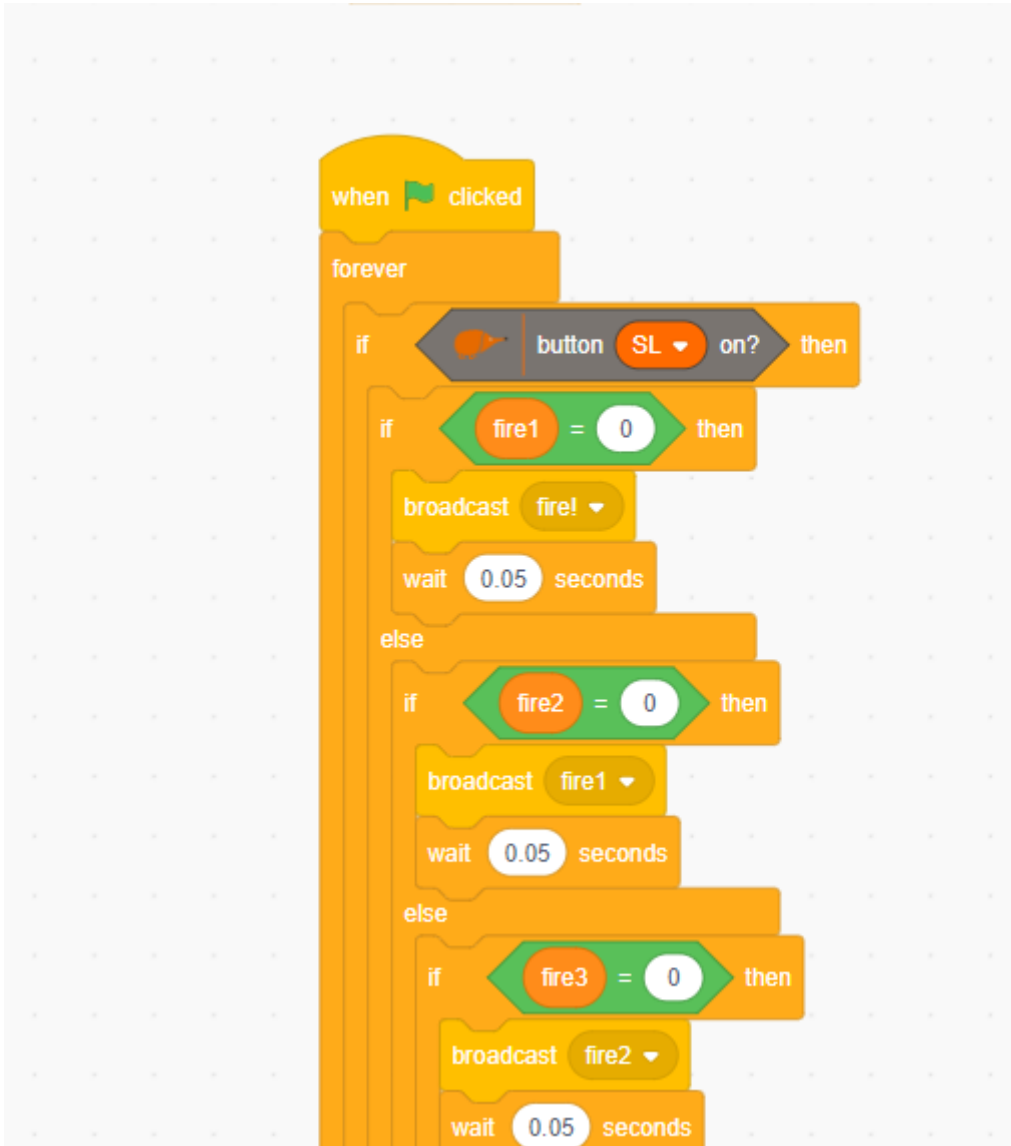 when clicked
forever
if button SL on? then
if fire1 = 0 then
broadcast fire!
wait 0.05 seconds
else
if fire2 = 0 then
broadcast fire1
wait 0.05 seconds
else
if fire3 = 0 then
broadcast fire2
wait 0.05 seconds